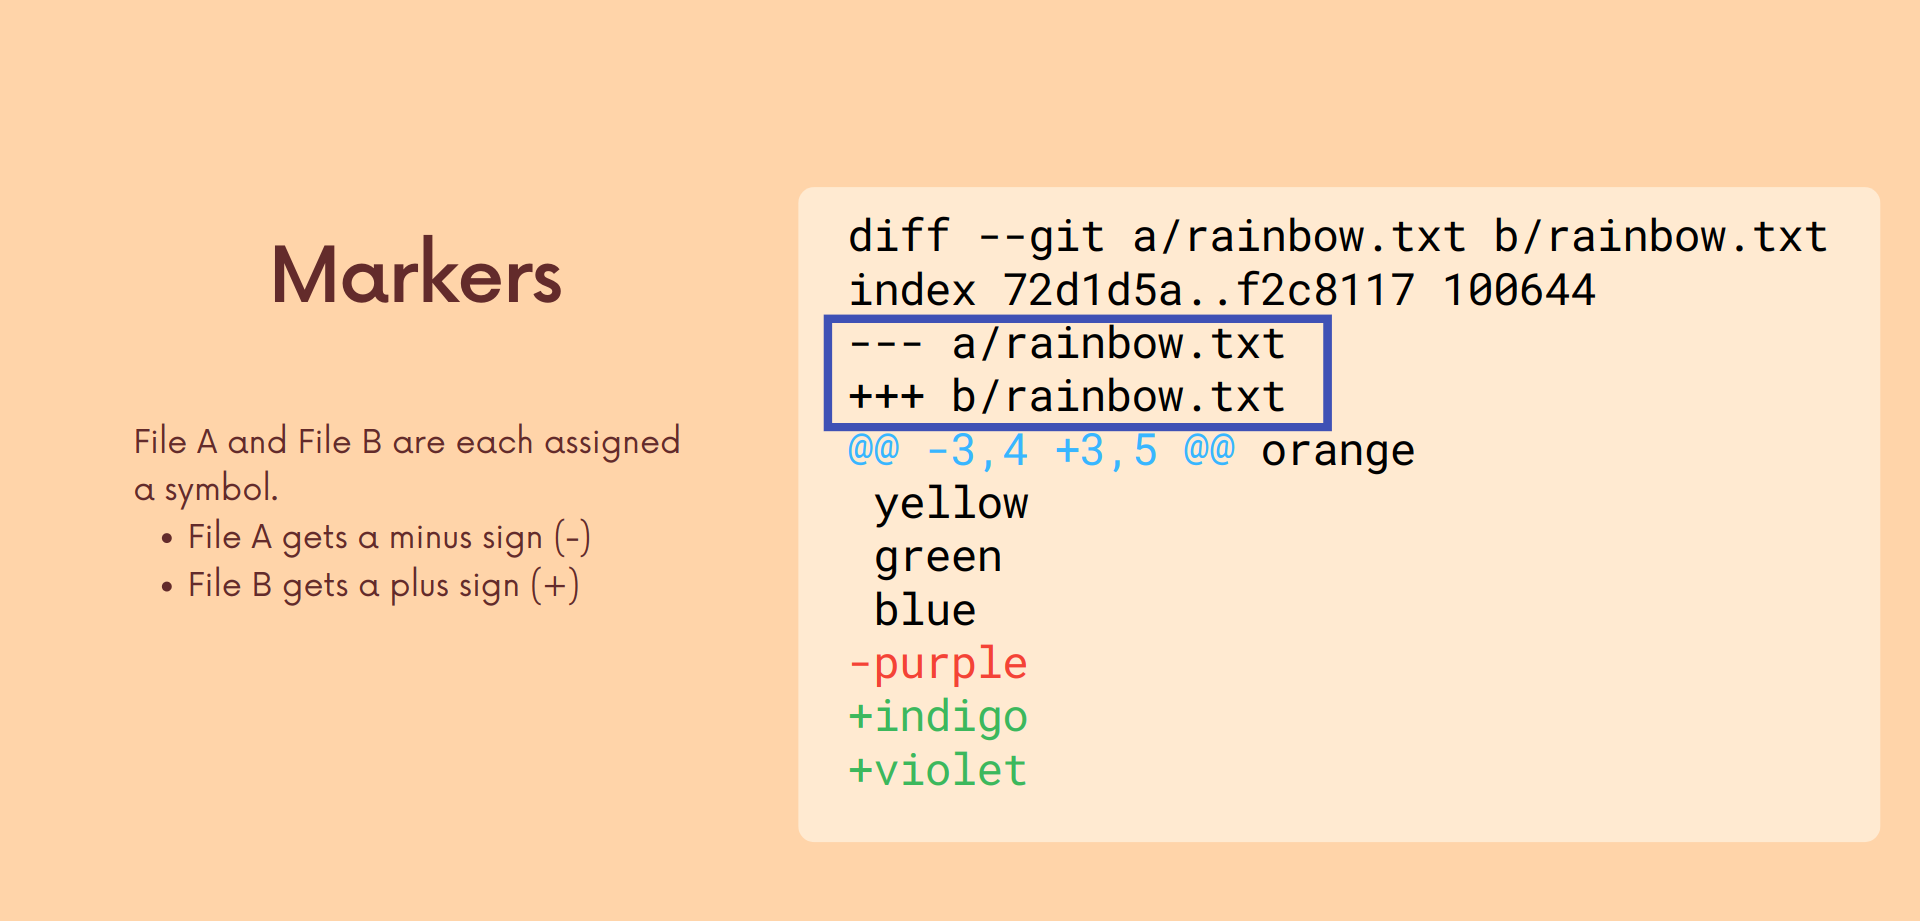 Markers
File A and File B are each assigned
a symbol.
• File A gets a minus sign (-)
• File B gets a plus sign (+)
diff --git a/rainbow.txt b/rainbow.txt
index 72d1d5a..f2c8117 100644
--- a/rainbow.txt
+++ b/rainbow.txt
@@ -3,4 +3,5 @@ orange
 yellow
 green
 blue
-purple
+indigo
+violet